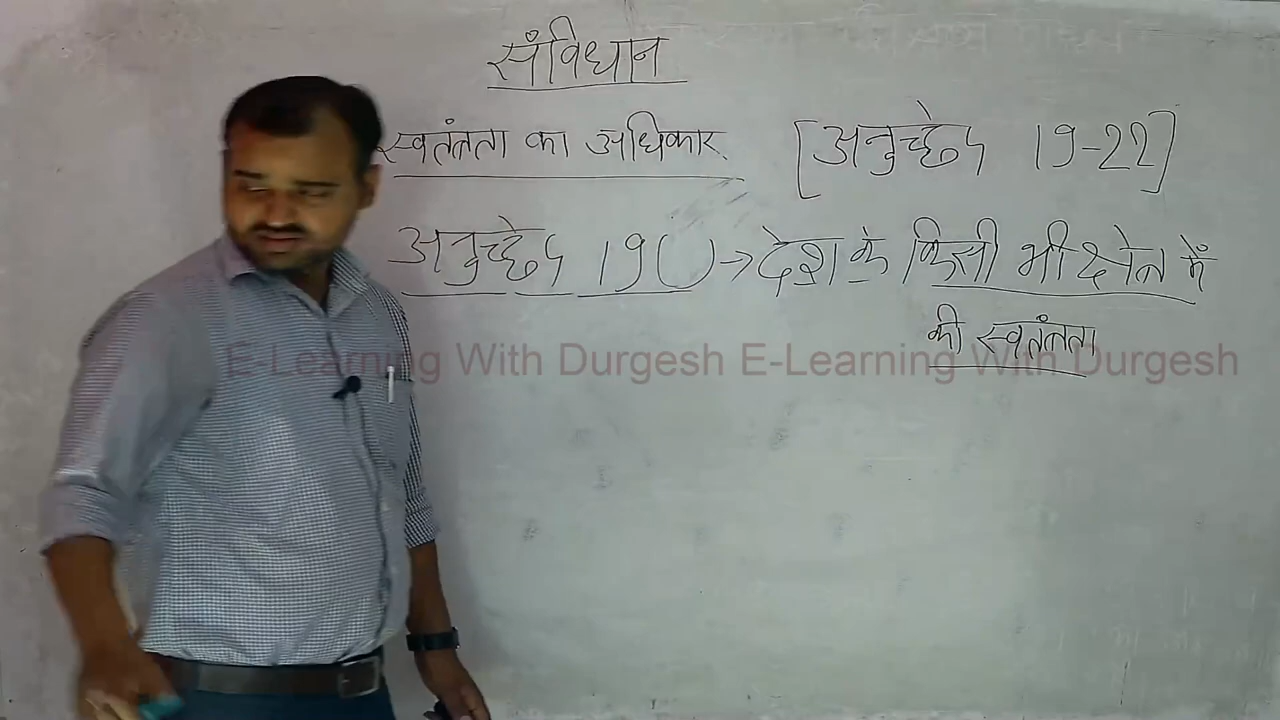 संविधान
स्वतंत्रता का अधिकार. [अनुच्छेद 19-22]
अनुच्छेद 19() → देश के किसी भी क्षेत्र में
की स्वतंत्रता
E-Learning With Durgesh E-Learning With Durgesh